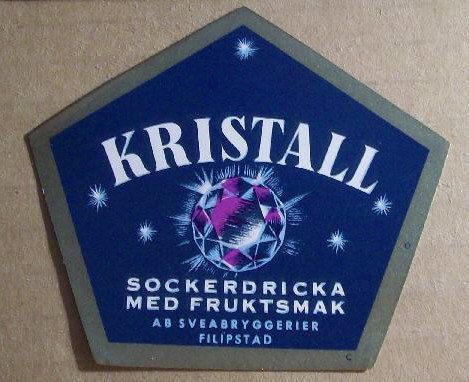 KRISTALL
SOCKERDRICKA
MED FRUKTSMAK
AB SVEABRYGGERIER
FILIPSTAD